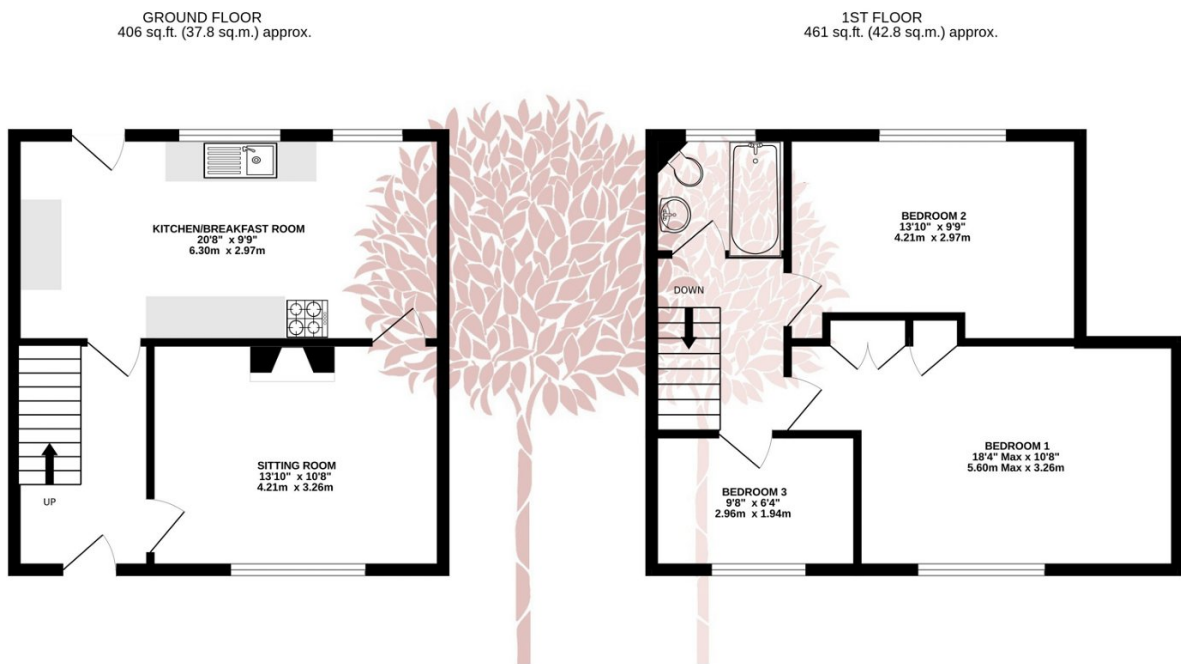 GROUND FLOOR
406 sq.ft. (37.8 sq.m.) approx.
1ST FLOOR
461 sq.ft. (42.8 sq.m.) approx.
KITCHEN/BREAKFAST ROOM
20'8" x 9'9"
6.30m x 2.97m
BEDROOM 2
13'10" x 9'9"
4.21m x 2.97m
DOWN
SITTING ROOM
13'10" x 10'8"
4.21m x 3.26m
UP
BEDROOM 1
18'4" Max x 10'8"
5.60m Max x 3.26m
BEDROOM 3
9'8" x 6'4"
2.96m x 1.94m